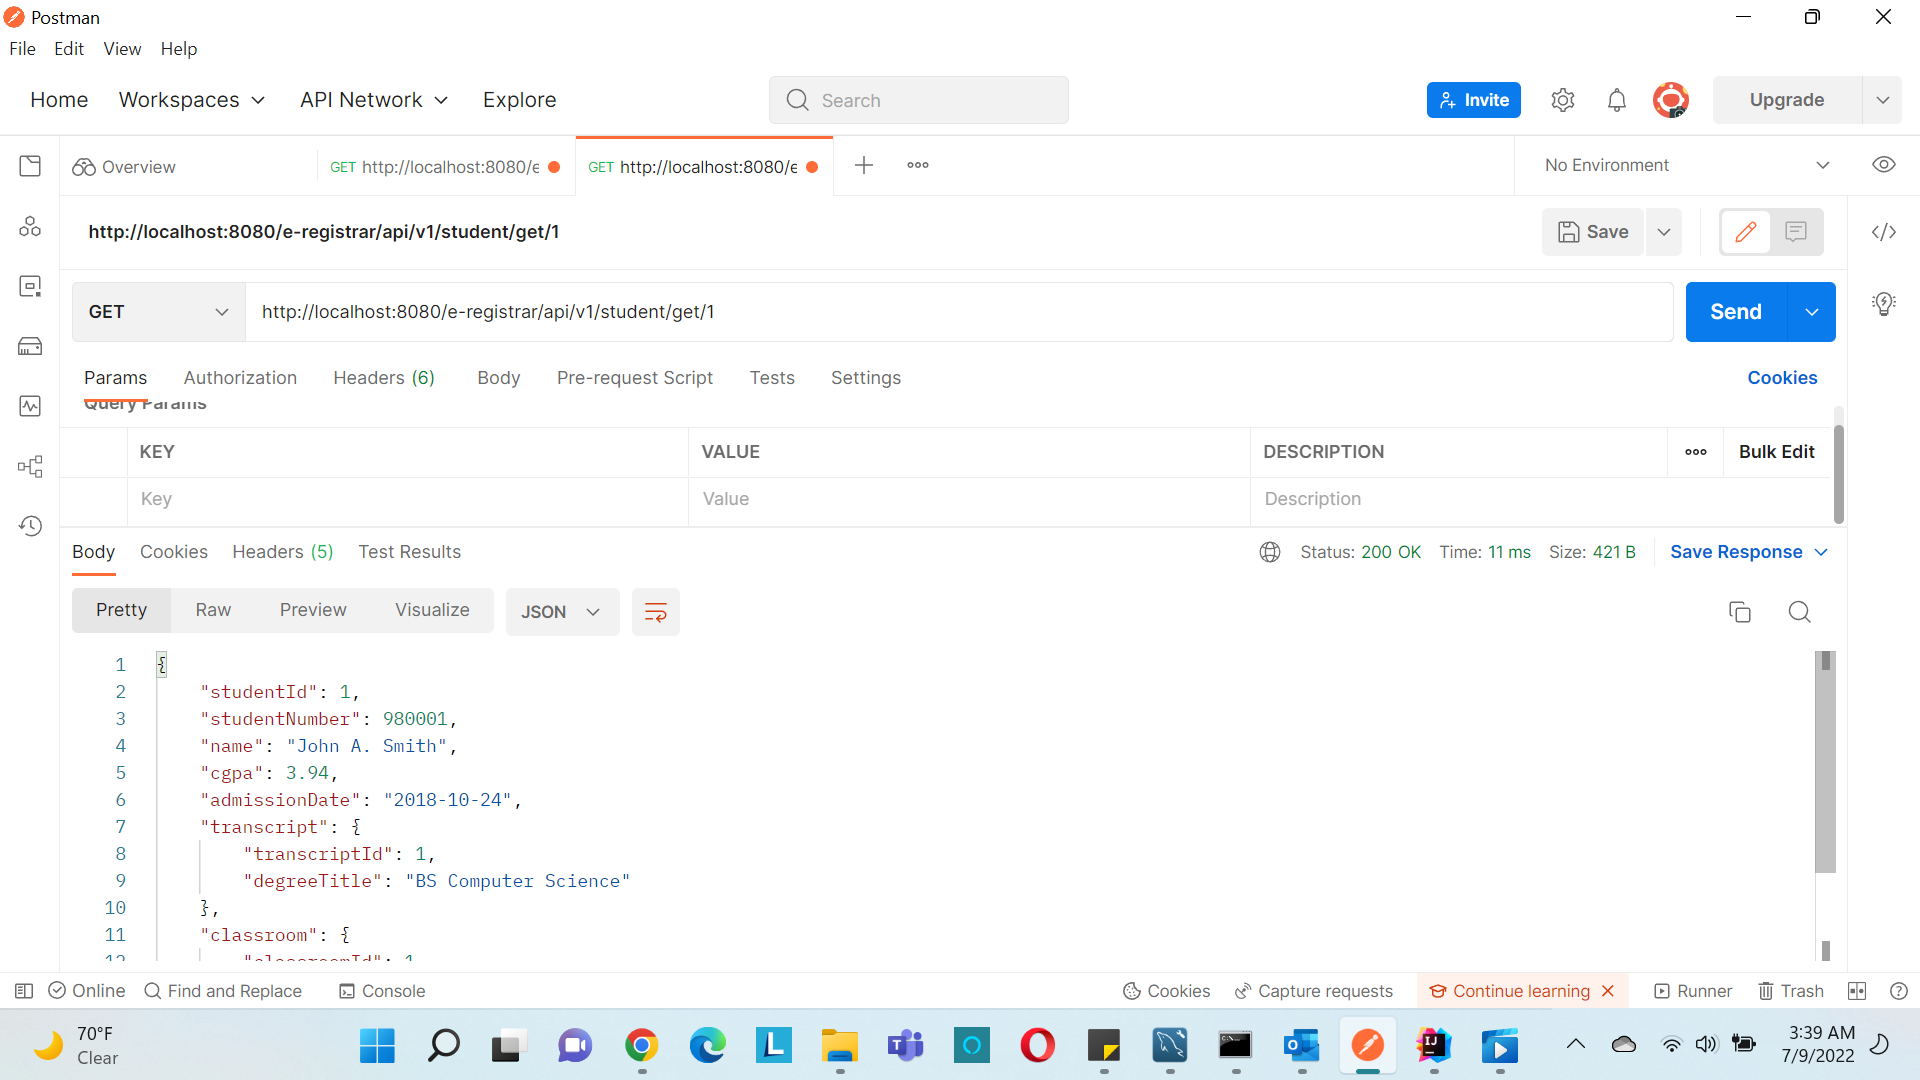 Postman
File Edit View Help
Home Workspaces API Network Explore Search Invite Upgrade
Overview GET http://localhost:8080/e GET http://localhost:8080/e No Environment
http://localhost:8080/e-registrar/api/v1/student/get/1 Save
GET http://localhost:8080/e-registrar/api/v1/student/get/1 Send
Params Authorization Headers (6) Body Pre-request Script Tests Settings Cookies
Query Params
KEY VALUE DESCRIPTION Bulk Edit
Key Value Description
Body Cookies Headers (5) Test Results Status: 200 OK Time: 11 ms Size: 421 B Save Response
Pretty Raw Preview Visualize JSON
1 {
2 "studentId": 1,
3 "studentNumber": 980001,
4 "name": "John A. Smith",
5 "cgpa": 3.94,
6 "admissionDate": "2018-10-24",
7 "transcript": {
8 "transcriptId": 1,
9 "degreeTitle": "BS Computer Science"
10 },
11 "classroom": {
12 "classroomId": 1
Online Find and Replace Console Cookies Capture requests Continue learning Runner Trash
70°F
Clear
3:39 AM
7/9/2022